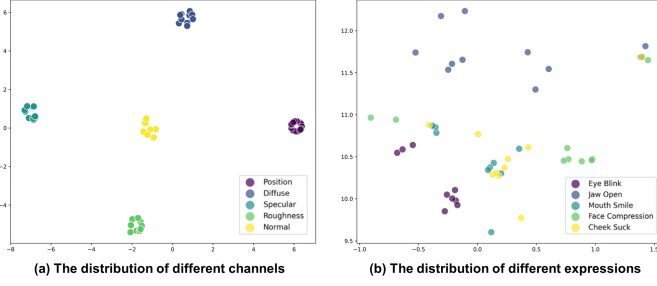 6
4
2
0
−2
−4
−8
−6
−4
−2
0
2
4
6
Position
Diffuse
Specular
Roughness
Normal
(a) The distribution of different channels
12.0
11.5
11.0
10.5
10.0
9.5
−1.0
−0.5
0.0
0.5
1.0
1.5
Eye Blink
Jaw Open
Mouth Smile
Face Compression
Cheek Suck
(b) The distribution of different expressions